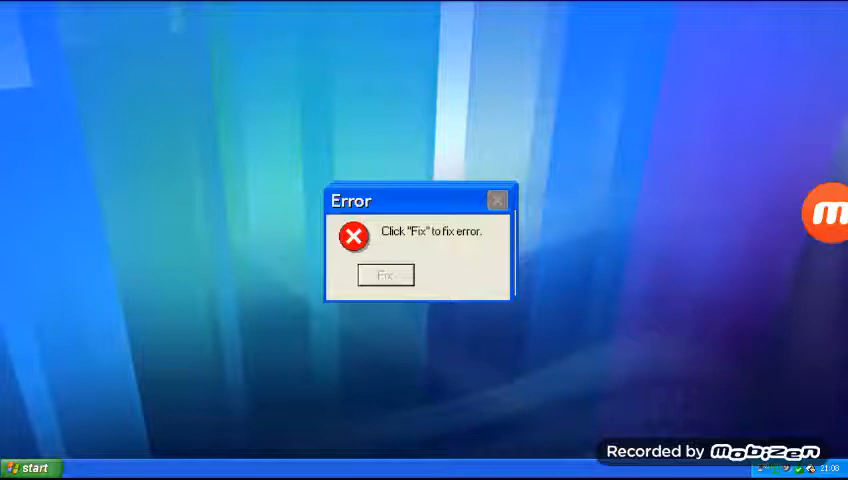 Error
Click "Fix" to fix error.
Fix
Recorded by mobizen
start
21:08